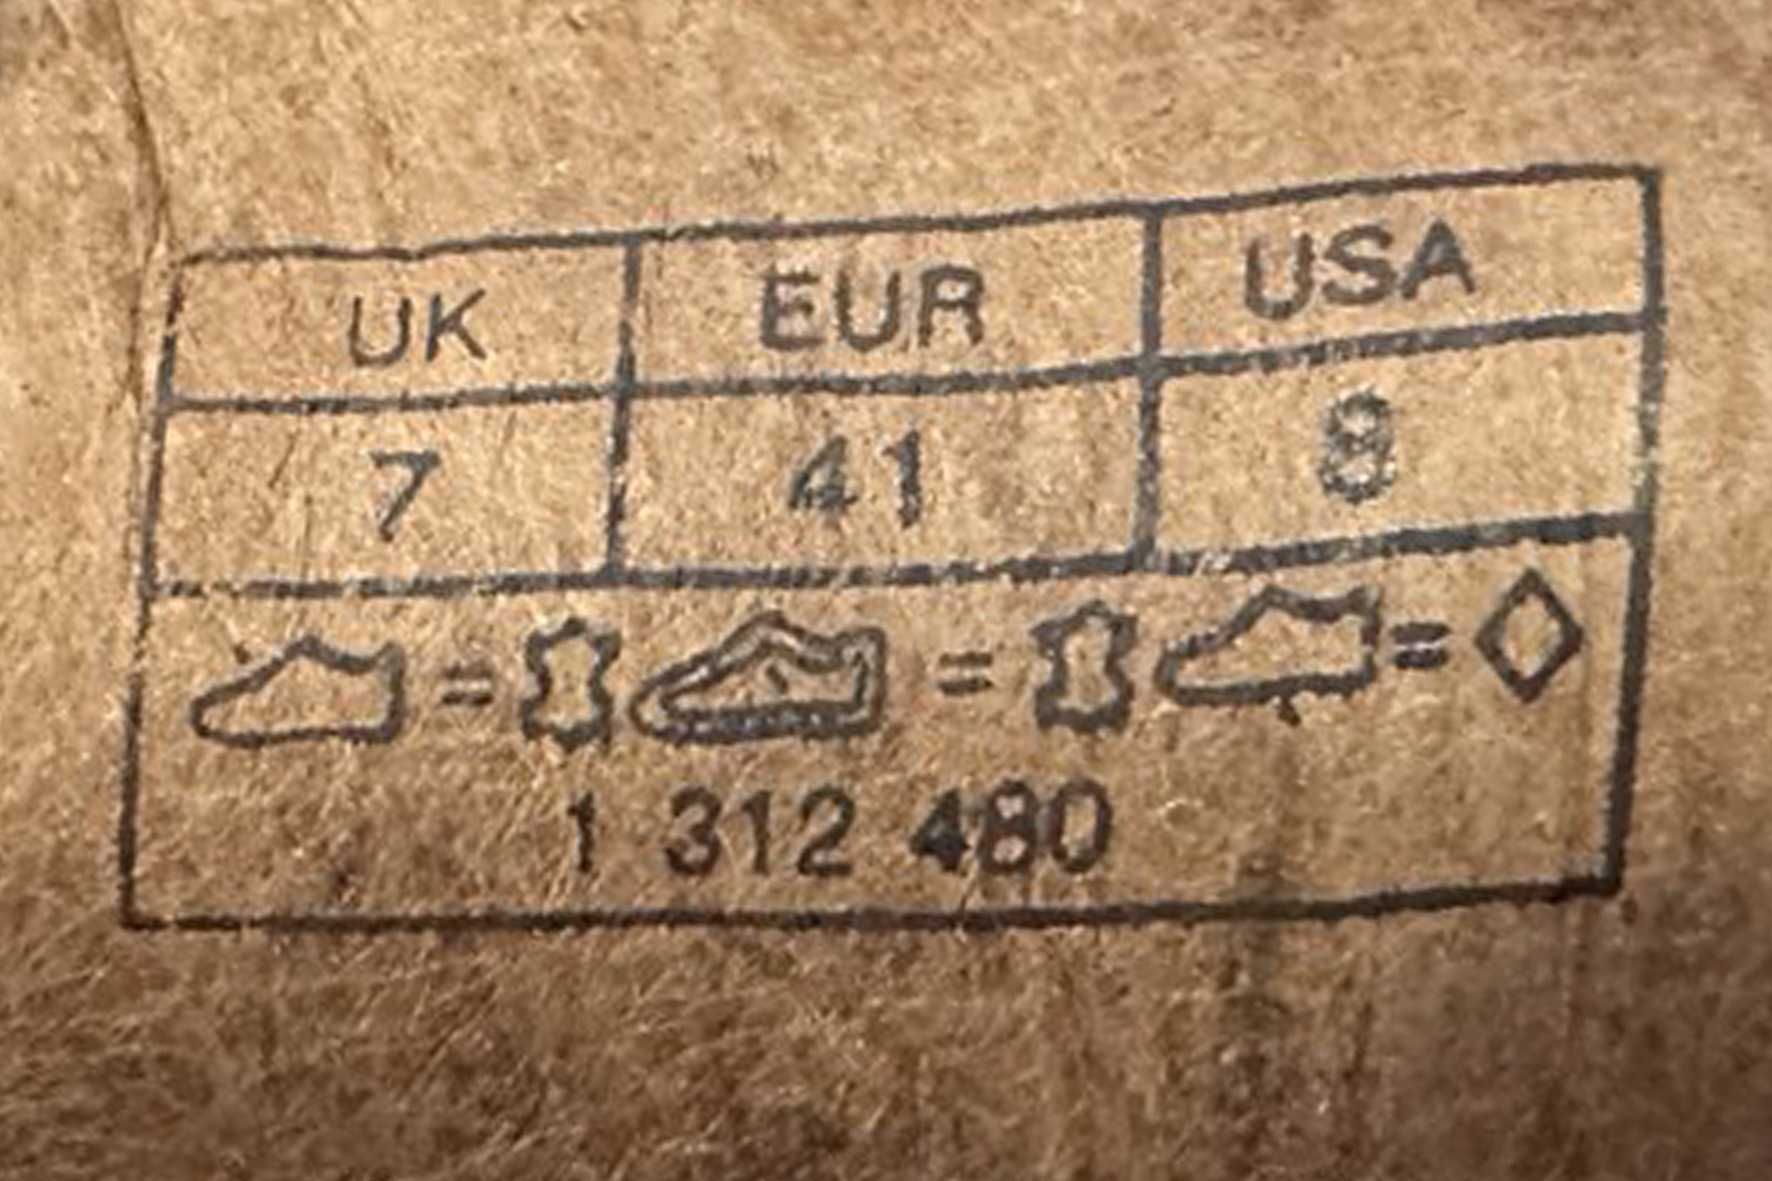 UK EUR USA
7 41 8
= = =
1 312 480